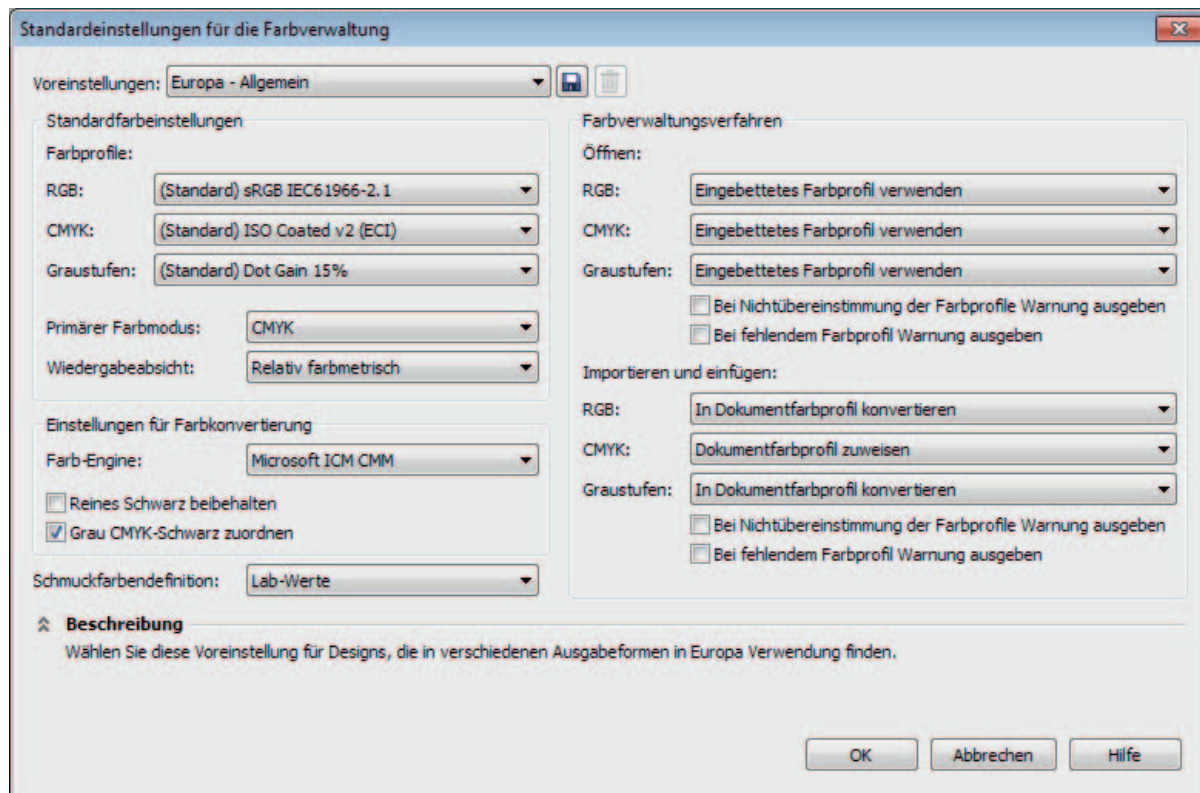 Standardeinstellungen für die Farbverwaltung
Voreinstellungen: Europa - Allgemein
Standardfarbeinstellungen
Farbprofile:
RGB: (Standard) sRGB IEC61966-2.1
CMYK: (Standard) ISO Coated v2 (ECI)
Graustufen: (Standard) Dot Gain 15%
Primärer Farbmodus: CMYK
Wiedergabeabsicht: Relativ farbmetrisch
Einstellungen für Farbkonvertierung
Farb-Engine: Microsoft ICM CMM
Reines Schwarz beibehalten
Grau CMYK-Schwarz zuordnen
Schmuckfarbendefinition: Lab-Werte
Farbverwaltungsverfahren
Öffnen:
RGB: Eingebettetes Farbprofil verwenden
CMYK: Eingebettetes Farbprofil verwenden
Graustufen: Eingebettetes Farbprofil verwenden
Bei Nichtübereinstimmung der Farbprofile Warnung ausgeben
Bei fehlendem Farbprofil Warnung ausgeben
Importieren und einfügen:
RGB: In Dokumentfarbprofil konvertieren
CMYK: Dokumentfarbprofil zuweisen
Graustufen: In Dokumentfarbprofil konvertieren
Bei Nichtübereinstimmung der Farbprofile Warnung ausgeben
Bei fehlendem Farbprofil Warnung ausgeben
Beschreibung
Wählen Sie diese Voreinstellung für Designs, die in verschiedenen Ausgabeformen in Europa Verwendung finden.
OK Abbrechen Hilfe